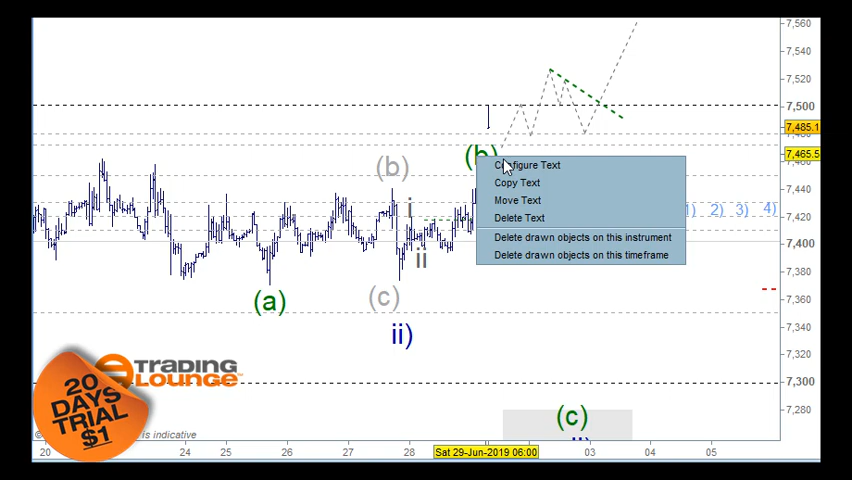 7,560
7,540
7,520
7,500
7,485.1
7,465.5
7,440
7,420
7,400
7,380
7,360
7,340
7,320
7,300
7,280
(b)
(b)
Configure Text
Copy Text
Move Text
Delete Text
Delete drawn objects on this instrument
Delete drawn objects on this timeframe
i
ii
1) 2) 3) 4)
(a)
(c)
ii)
TRADING
LOUNGE
20
DAYS
TRIAL
$1
is indicative
(c)
20 24 25 26 27 28 Sat 29-Jun-2019 06:00 03 04 05